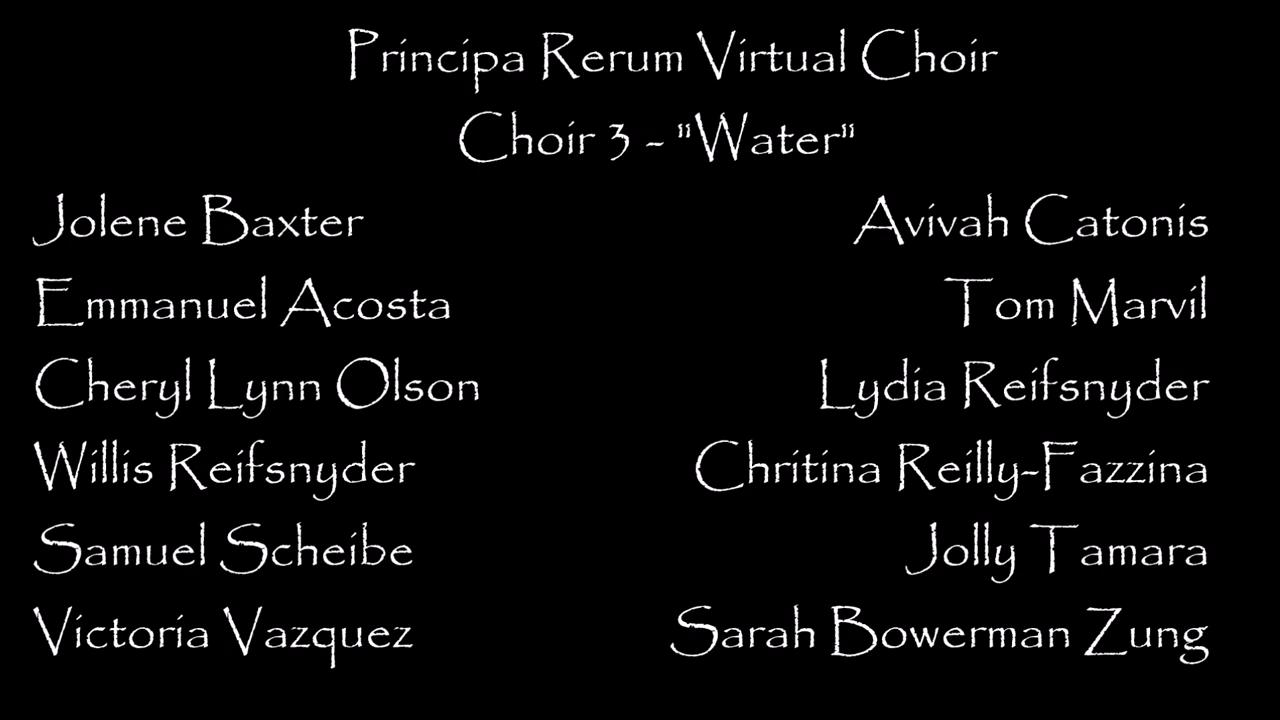 Principa Rerum Virtual Choir
Choir 3 - "Water"
Jolene Baxter Avivah Catonis
Emmanuel Acosta Tom Marvil
Cheryl Lynn Olson Lydia Reifsnyder
Willis Reifsnyder Chritina Reilly-Fazzina
Samuel Scheibe Jolly Tamara
Victoria Vazquez Sarah Bowerman Zung